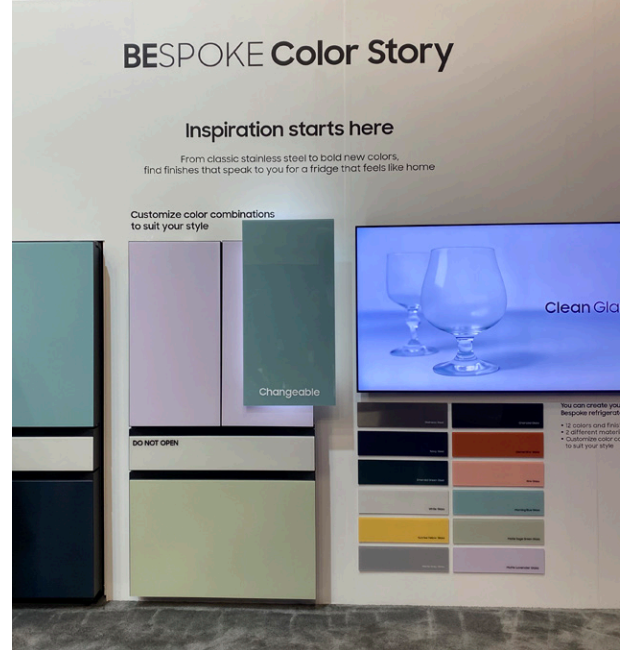 BESPOKE Color Story
Inspiration starts here
From classic stainless steel to bold new colors,
find finishes that speak to you for a fridge that feels like home
Customize color combinations
to suit your style
Changeable
DO NOT OPEN
Clean Gla
You can create you
Bespoke refrigerat
• 12 colors and finis
• 2 different materi
• Customize color co
to suit your style